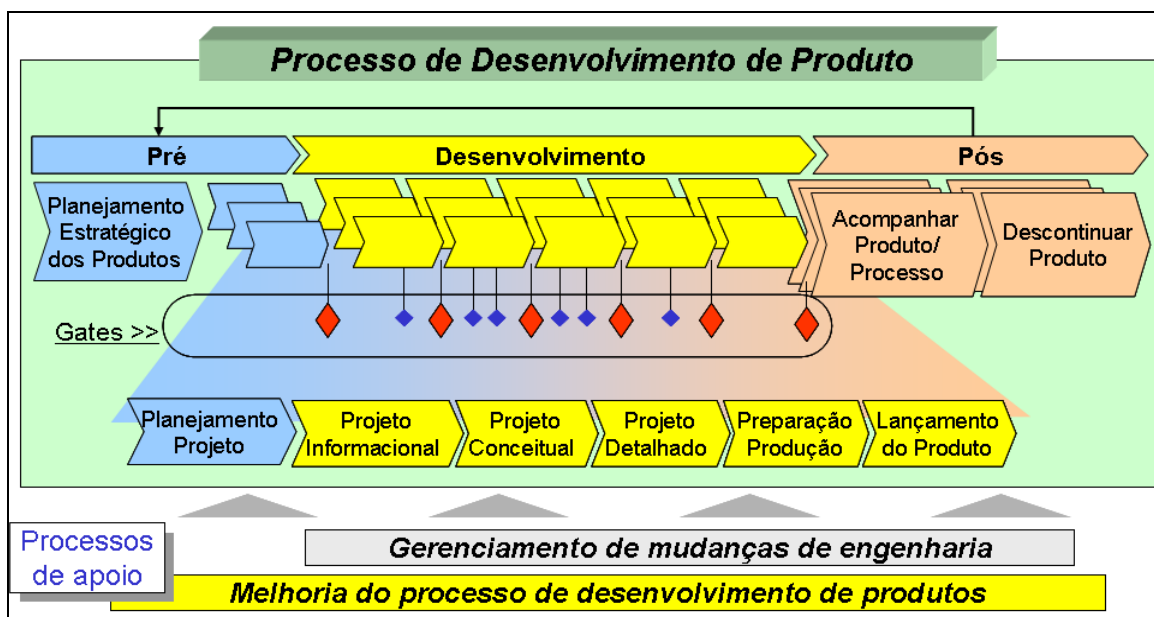 Processo de Desenvolvimento de Produto
Pré
Desenvolvimento
Pós
Planejamento
Estratégico
dos Produtos
Acompanhar
Produto/
Processo
Descontinuar
Produto
Gates >>
Planejamento
Projeto
Projeto
Informacional
Projeto
Conceitual
Projeto
Detalhado
Preparação
Produção
Lançamento
do Produto
Processos
de apoio
Gerenciamento de mudanças de engenharia
Melhoria do processo de desenvolvimento de produtos